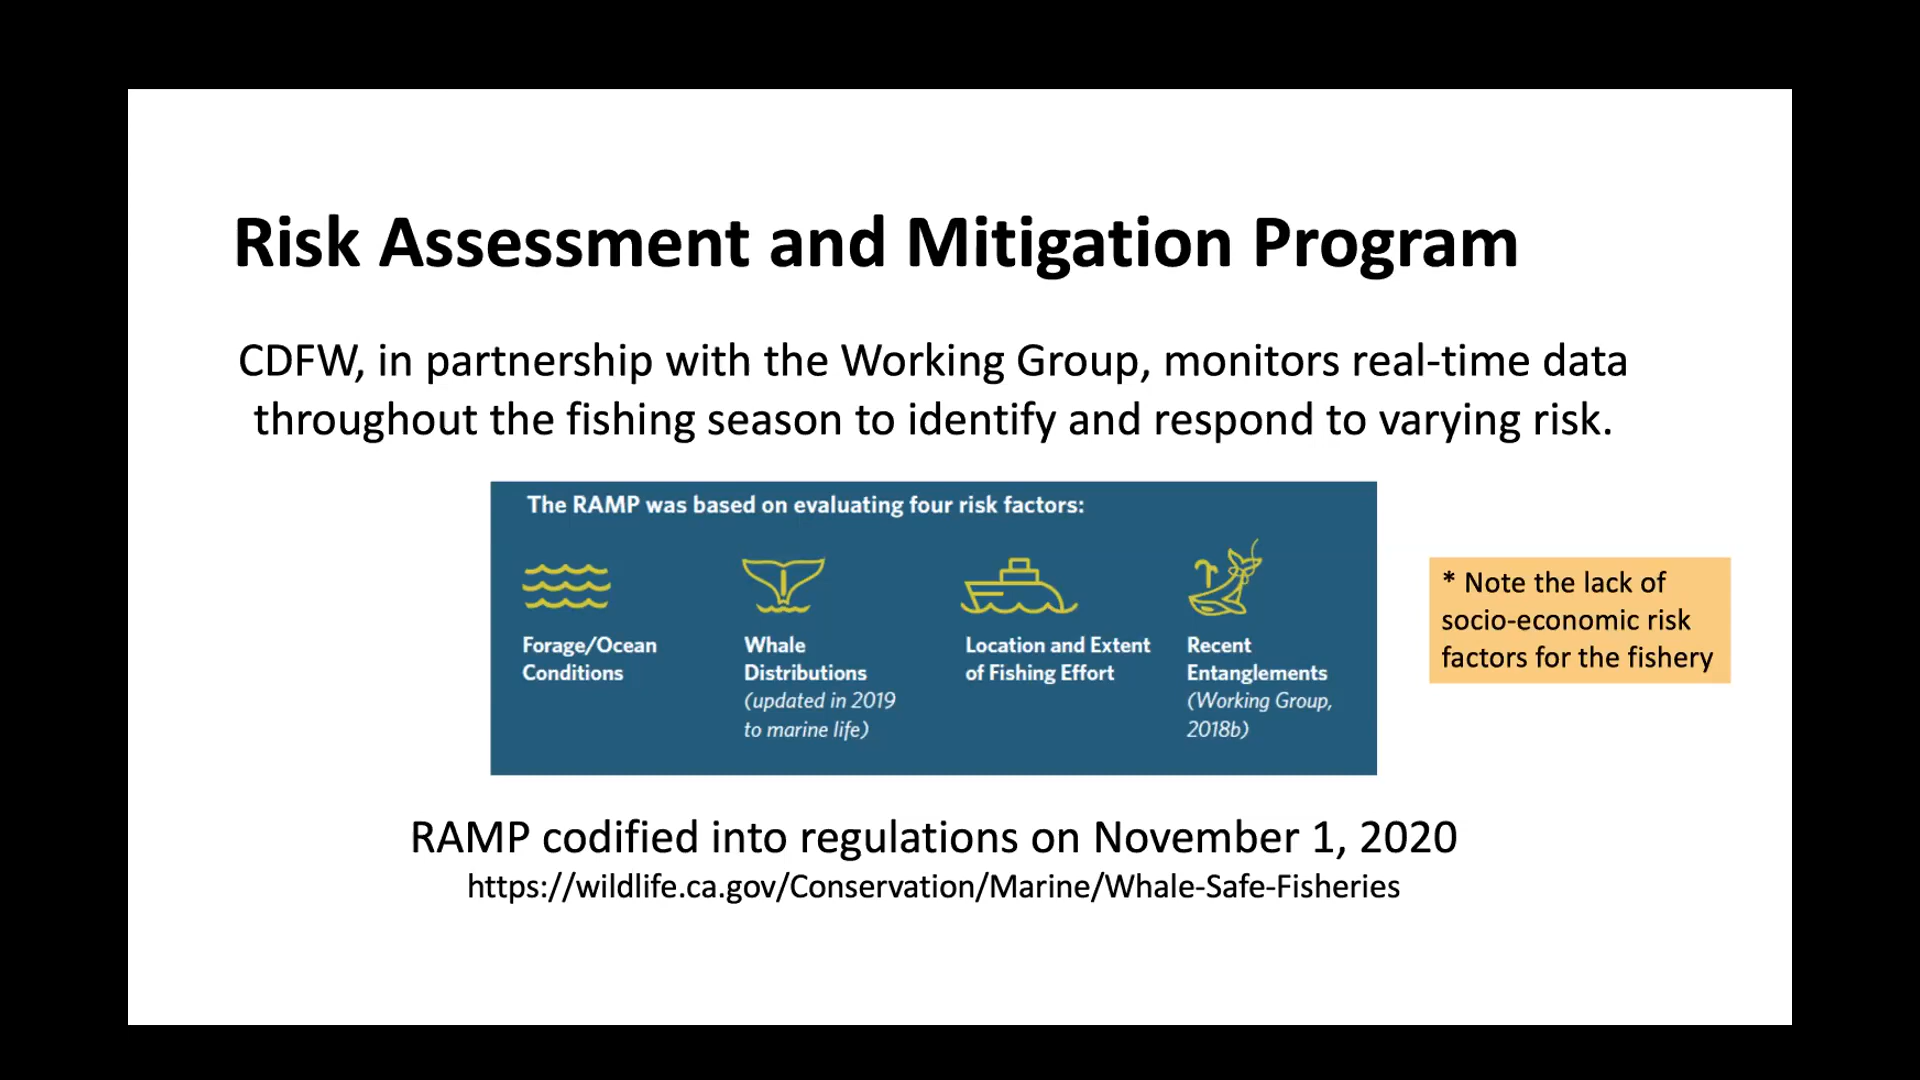 Risk Assessment and Mitigation Program
CDFW, in partnership with the Working Group, monitors real-time data
throughout the fishing season to identify and respond to varying risk.
The RAMP was based on evaluating four risk factors:
Forage/Ocean
Conditions
Whale
Distributions
(updated in 2019
to marine life)
Location and Extent
of Fishing Effort
Recent
Entanglements
(Working Group,
2018b)
* Note the lack of
socio-economic risk
factors for the fishery
RAMP codified into regulations on November 1, 2020
https://wildlife.ca.gov/Conservation/Marine/Whale-Safe-Fisheries